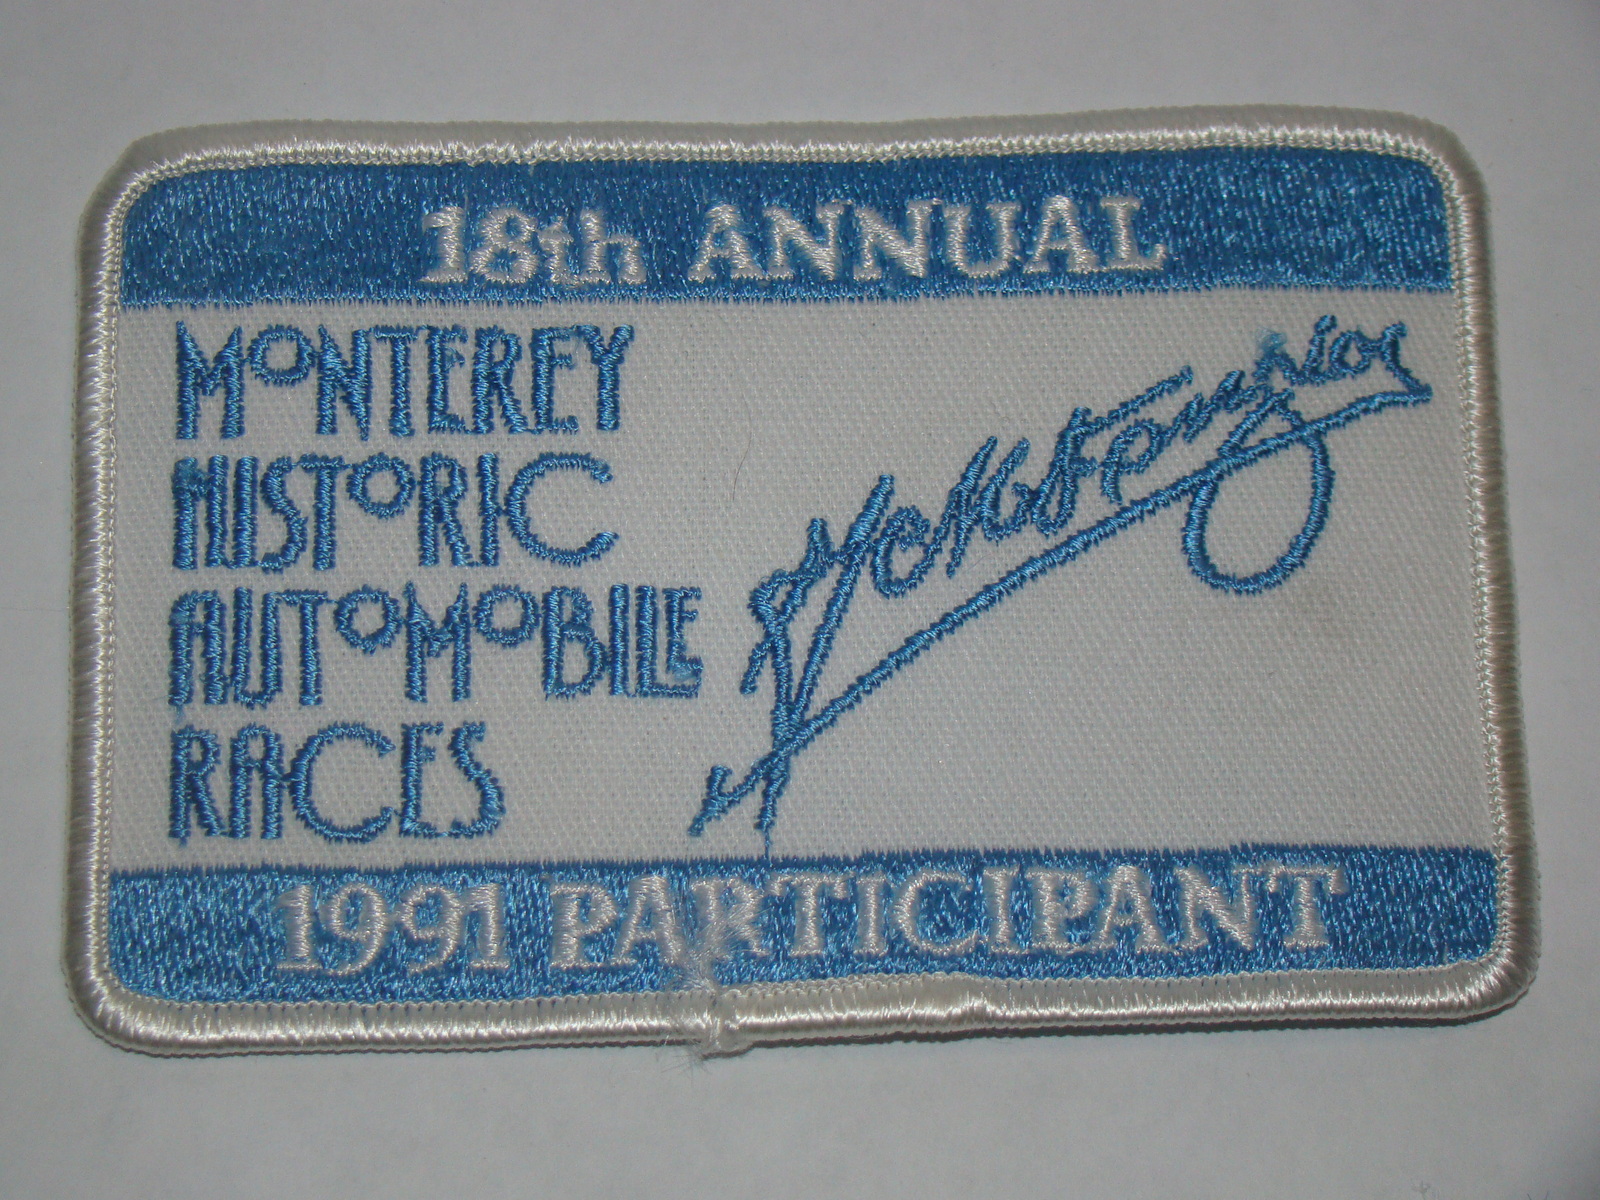 18th ANNUAL
MONTEREY
HISTORIC
AUTOMOBILE
RACES
1991 PARTICIPANT